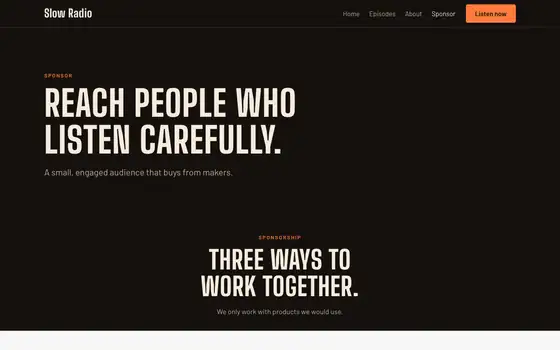 Slow Radio
Home Episodes About Sponsor Listen now
SPONSOR
REACH PEOPLE WHO
LISTEN CAREFULLY.
A small, engaged audience that buys from makers.
SPONSORSHIP
THREE WAYS TO
WORK TOGETHER.
We only work with products we would use.